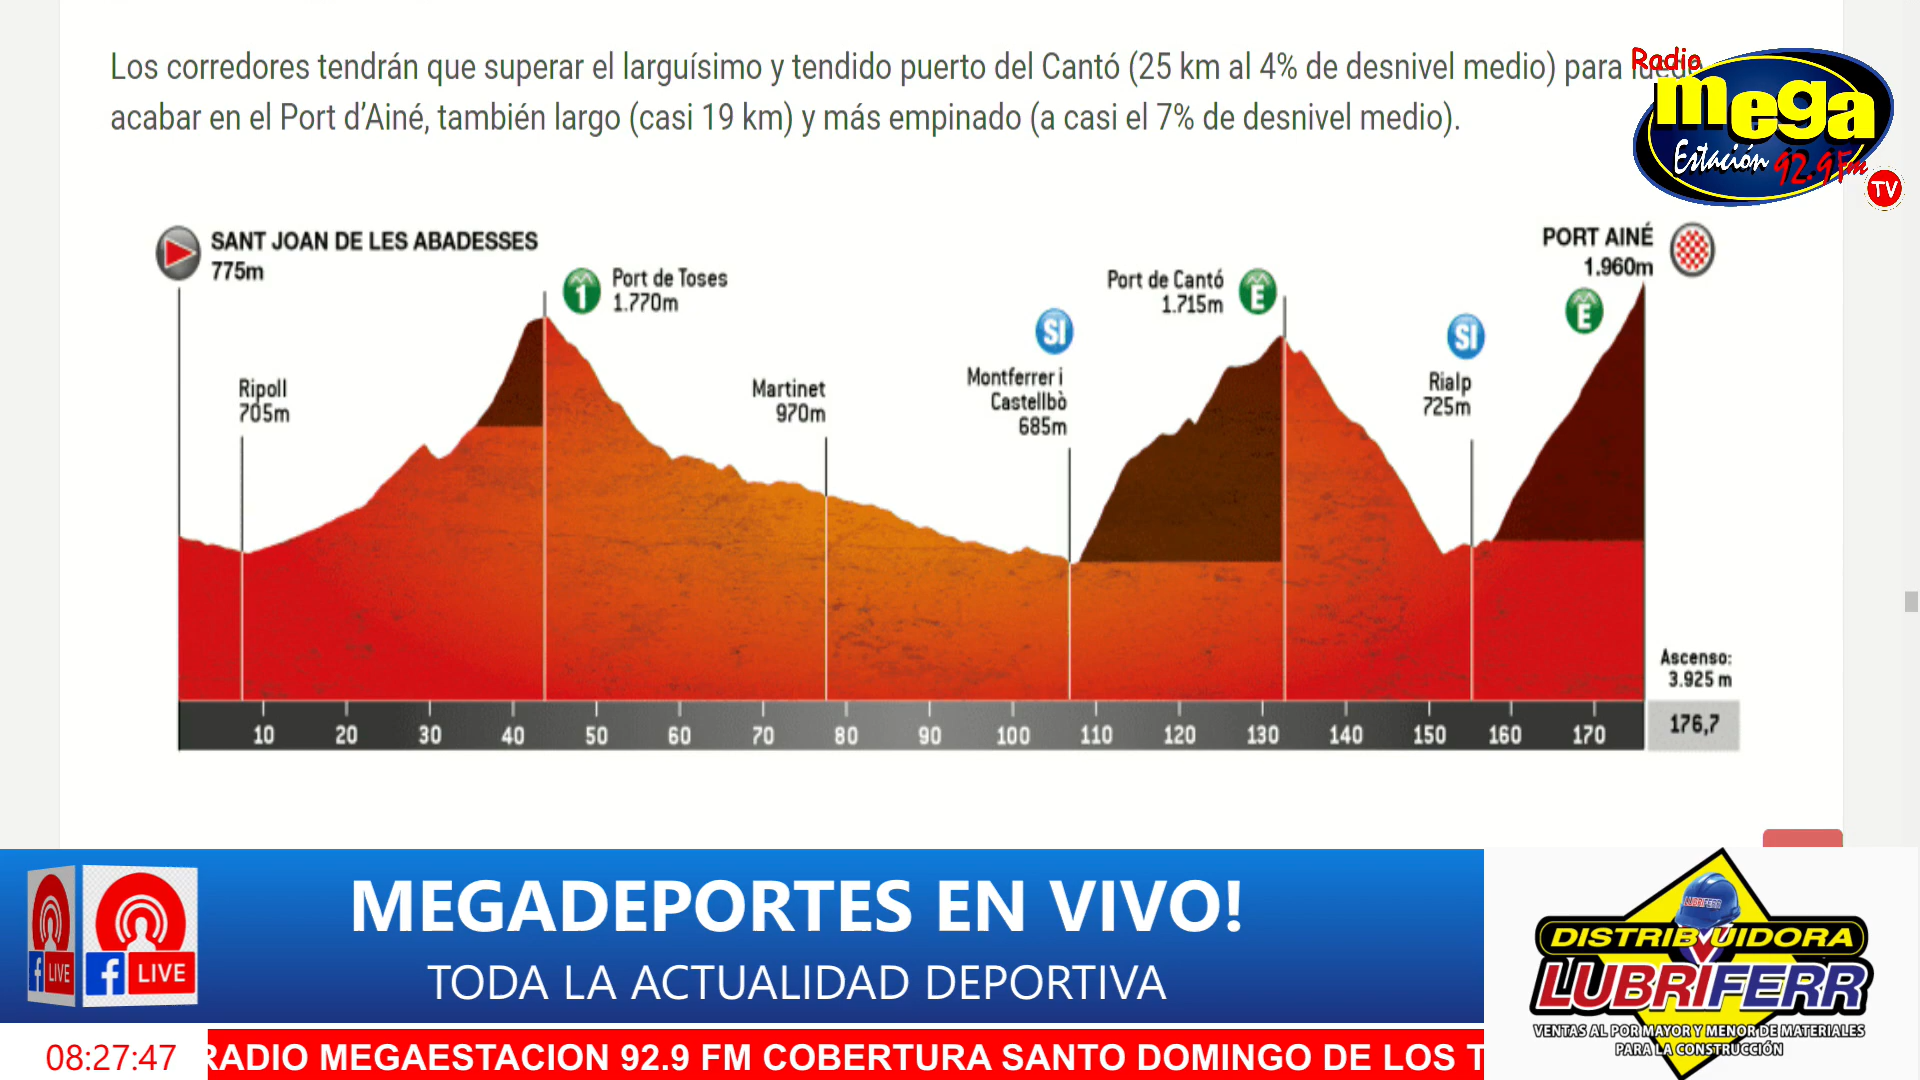 Los corredores tendrán que superar el larguísimo y tendido puerto del Cantó (25 km al 4% de desnivel medio) para
acabar en el Port d’Ainé, también largo (casi 19 km) y más empinado (a casi el 7% de desnivel medio).
Radio
mega
Estación 92.9 Fm
TV
SANT JOAN DE LES ABADESSES
775m
1
Port de Toses
1.770m
Port de Cantó
1.715m
E
PORT AINÉ
1.960m
E
SI
SI
Ripoll
705m
Martinet
970m
Montferrer i
Castellbò
685m
Rialp
725m
Ascenso:
3.925 m
10 20 30 40 50 60 70 80 90 100 110 120 130 140 150 160 170
176,7
f LIVE
f LIVE
MEGADEPORTES EN VIVO!
TODA LA ACTUALIDAD DEPORTIVA
08:27:47
RADIO MEGAESTACION 92.9 FM COBERTURA SANTO DOMINGO DE LOS T
LUBRIFERR
DISTRIBUIDORA
LUBRIFERR
VENTAS AL POR MAYOR Y MENOR DE MATERIALES
PARA LA CONSTRUCCIÓN